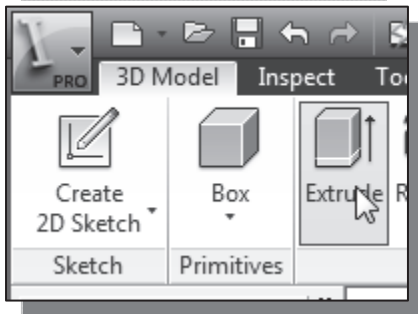 PRO
3D Model Inspect
Create
2D Sketch
Box
Extrude
Sketch Primitives